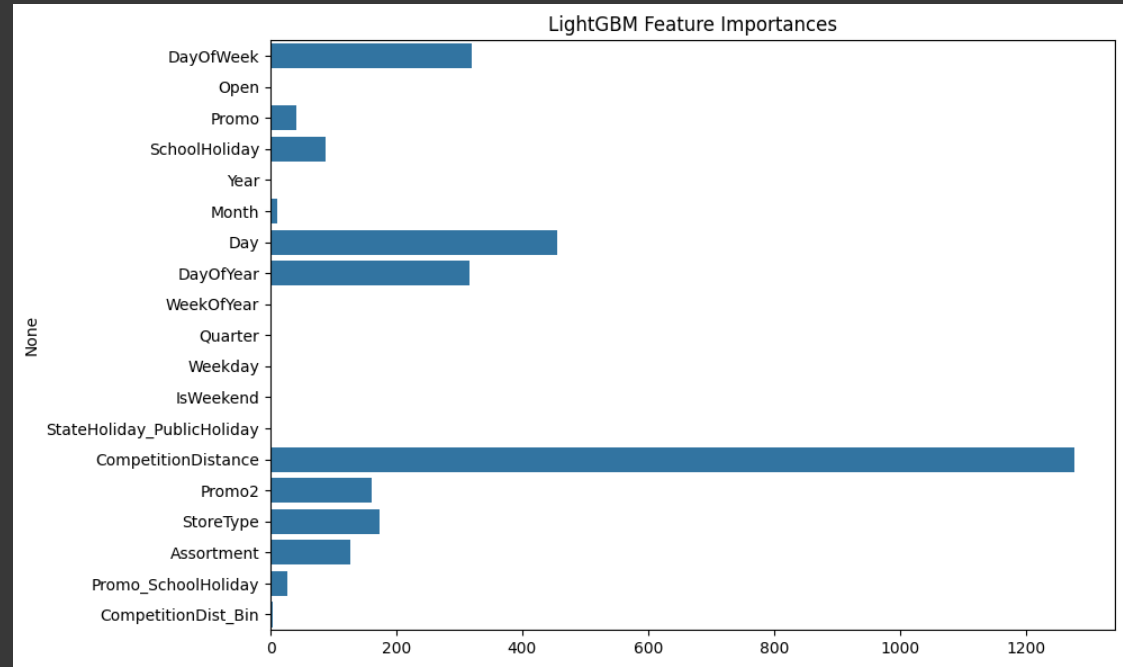 LightGBM Feature Importances
DayOfWeek
Open
Promo
SchoolHoliday
Year
Month
Day
DayOfYear
WeekOfYear
Quarter
Weekday
IsWeekend
StateHoliday_PublicHoliday
CompetitionDistance
Promo2
StoreType
Assortment
Promo_SchoolHoliday
CompetitionDist_Bin
None
0 200 400 600 800 1000 1200